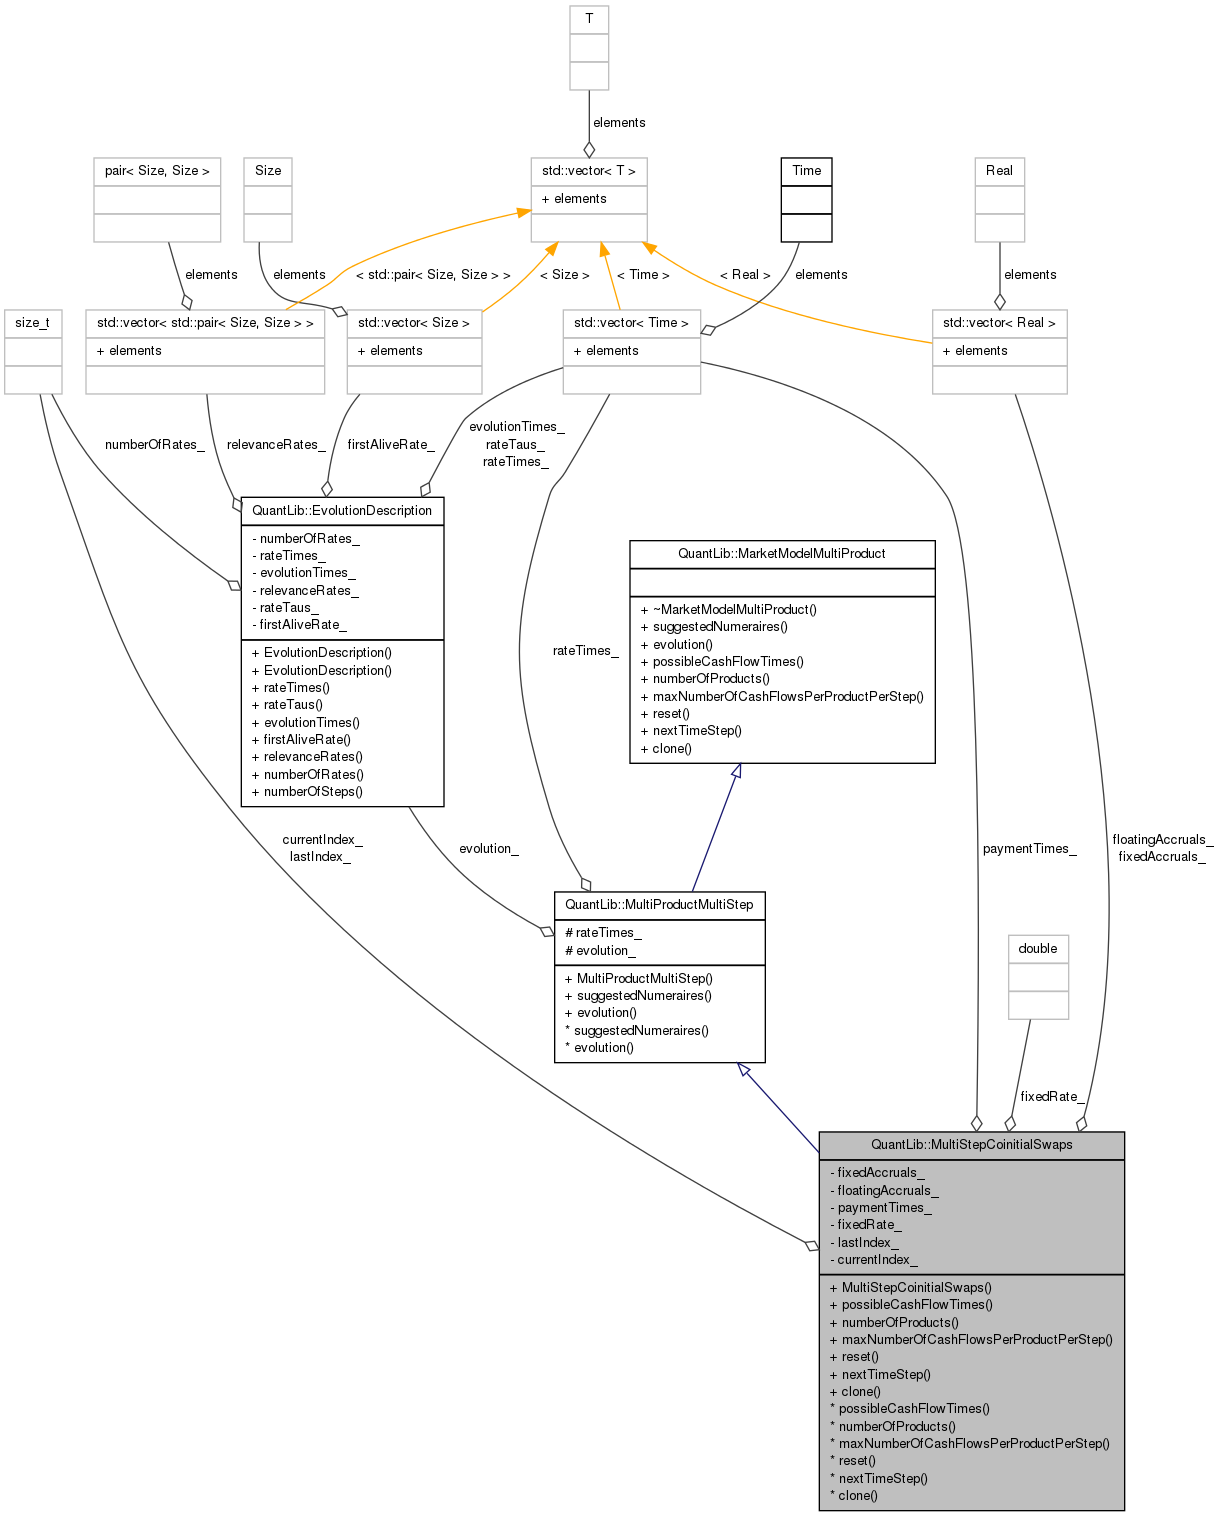 T
elements
pair< Size, Size >
Size
std::vector< T >
+ elements
Time
Real
elements
elements
< std::pair< Size, Size > >
< Size >
< Time >
< Real >
elements
elements
size_t
std::vector< std::pair< Size, Size > >
+ elements
std::vector< Size >
+ elements
std::vector< Time >
+ elements
std::vector< Real >
+ elements
numberOfRates_
relevanceRates_
firstAliveRate_
evolutionTimes_
rateTaus_
rateTimes_
QuantLib::EvolutionDescription
- numberOfRates_
- rateTimes_
- evolutionTimes_
- relevanceRates_
- rateTaus_
- firstAliveRate_
+ EvolutionDescription()
+ EvolutionDescription()
+ rateTimes()
+ rateTaus()
+ evolutionTimes()
+ firstAliveRate()
+ relevanceRates()
+ numberOfRates()
+ numberOfSteps()
rateTimes_
QuantLib::MarketModelMultiProduct
+ ~MarketModelMultiProduct()
+ suggestedNumeraires()
+ evolution()
+ possibleCashFlowTimes()
+ numberOfProducts()
+ maxNumberOfCashFlowsPerProductPerStep()
+ reset()
+ nextTimeStep()
+ clone()
currentIndex_
lastIndex_
evolution_
paymentTimes_
floatingAccruals_
fixedAccruals_
QuantLib::MultiProductMultiStep
# rateTimes_
# evolution_
+ MultiProductMultiStep()
+ suggestedNumeraires()
+ evolution()
* suggestedNumeraires()
* evolution()
double
fixedRate_
QuantLib::MultiStepCoinitialSwaps
- fixedAccruals_
- floatingAccruals_
- paymentTimes_
- fixedRate_
- lastIndex_
- currentIndex_
+ MultiStepCoinitialSwaps()
+ possibleCashFlowTimes()
+ numberOfProducts()
+ maxNumberOfCashFlowsPerProductPerStep()
+ reset()
+ nextTimeStep()
+ clone()
* possibleCashFlowTimes()
* numberOfProducts()
* maxNumberOfCashFlowsPerProductPerStep()
* reset()
* nextTimeStep()
* clone()